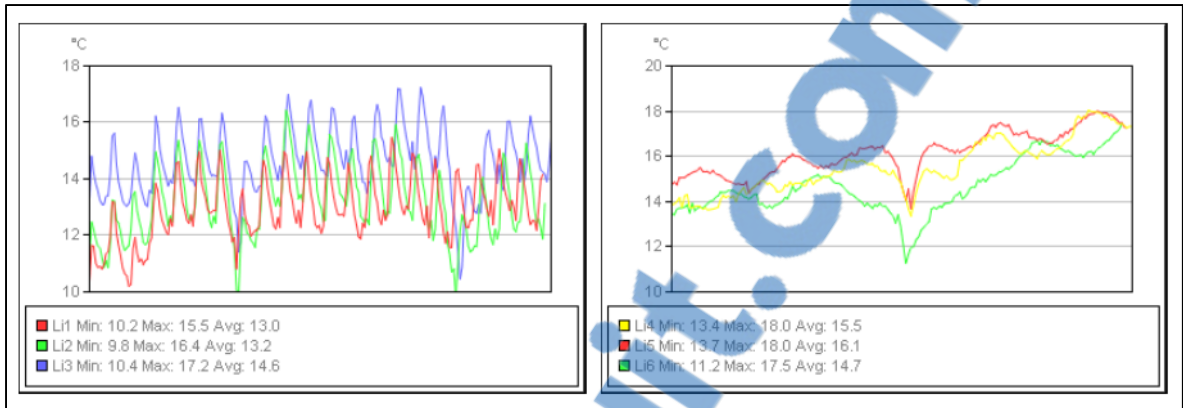 °C
18
16
14
12
10
Li1 Min: 10.2 Max: 15.5 Avg: 13.0
Li2 Min: 9.8 Max: 16.4 Avg: 13.2
Li3 Min: 10.4 Max: 17.2 Avg: 14.6
°C
20
18
16
14
12
10
Li4 Min: 13.4 Max: 18.0 Avg: 15.5
Li5 Min: 13.7 Max: 18.0 Avg: 16.1
Li6 Min: 11.2 Max: 17.5 Avg: 14.7
it.com